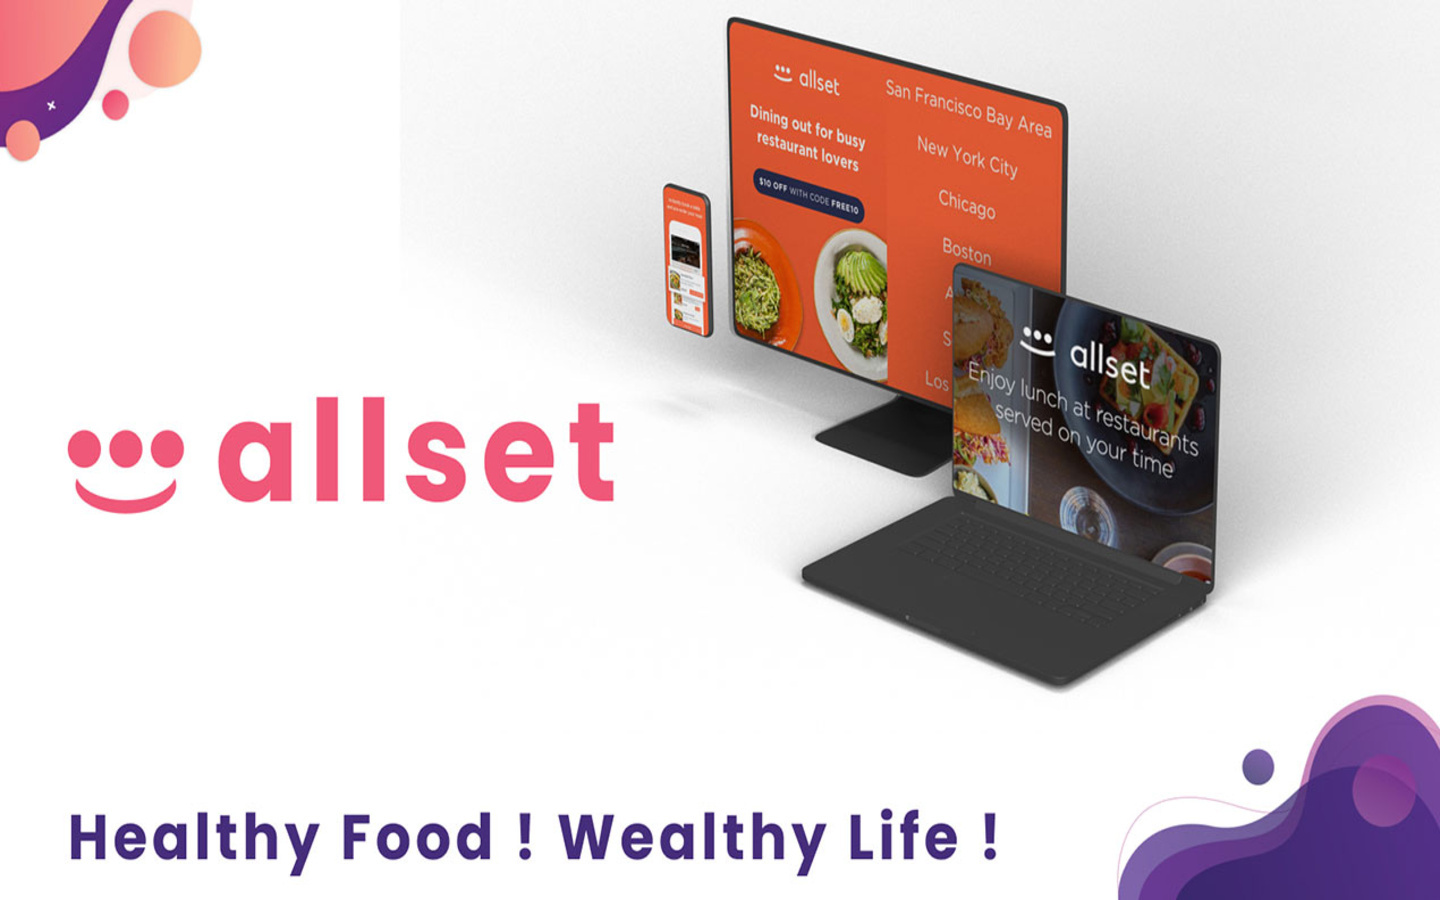 allset
Dining out for busy
restaurant lovers
$10 OFF WITH CODE FREE10
San Francisco Bay Area
New York City
Chicago
Boston
Los
allset
Enjoy lunch at restaurants
served on your time
allset
Healthy Food ! Wealthy Life !